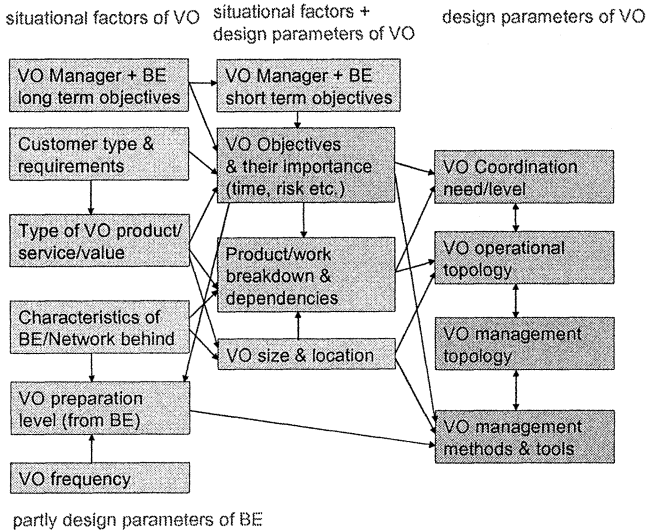 situational factors of VO
situational factors +
design parameters of VO
design parameters of VO
VO Manager + BE
long term objectives
VO Manager + BE
short term objectives
Customer type &
requirements
VO Objectives
& their importance
(time, risk etc.)
VO Coordination
need/level
Type of VO product/
service/value
Product/work
breakdown &
dependencies
VO operational
topology
Characteristics of
BE/Network behind
VO size & location
VO management
topology
VO preparation
level (from BE)
VO management
methods & tools
VO frequency
partly design parameters of BE